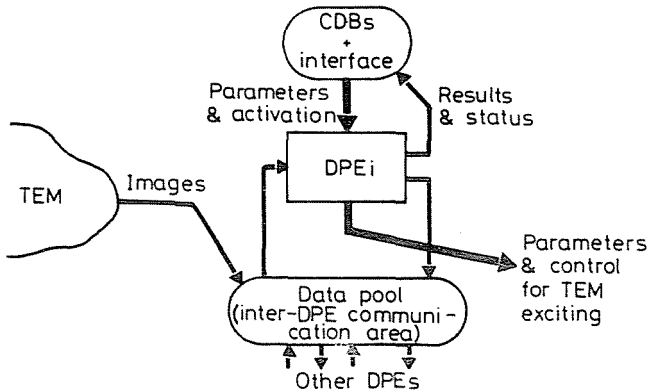 CDBs
+
interface
Parameters
& activation
Results
& status
DPEi
TEM
Images
Parameters
& control
for TEM
exciting
Data pool
(inter-DPE communi-
cation area)
Other DPEs